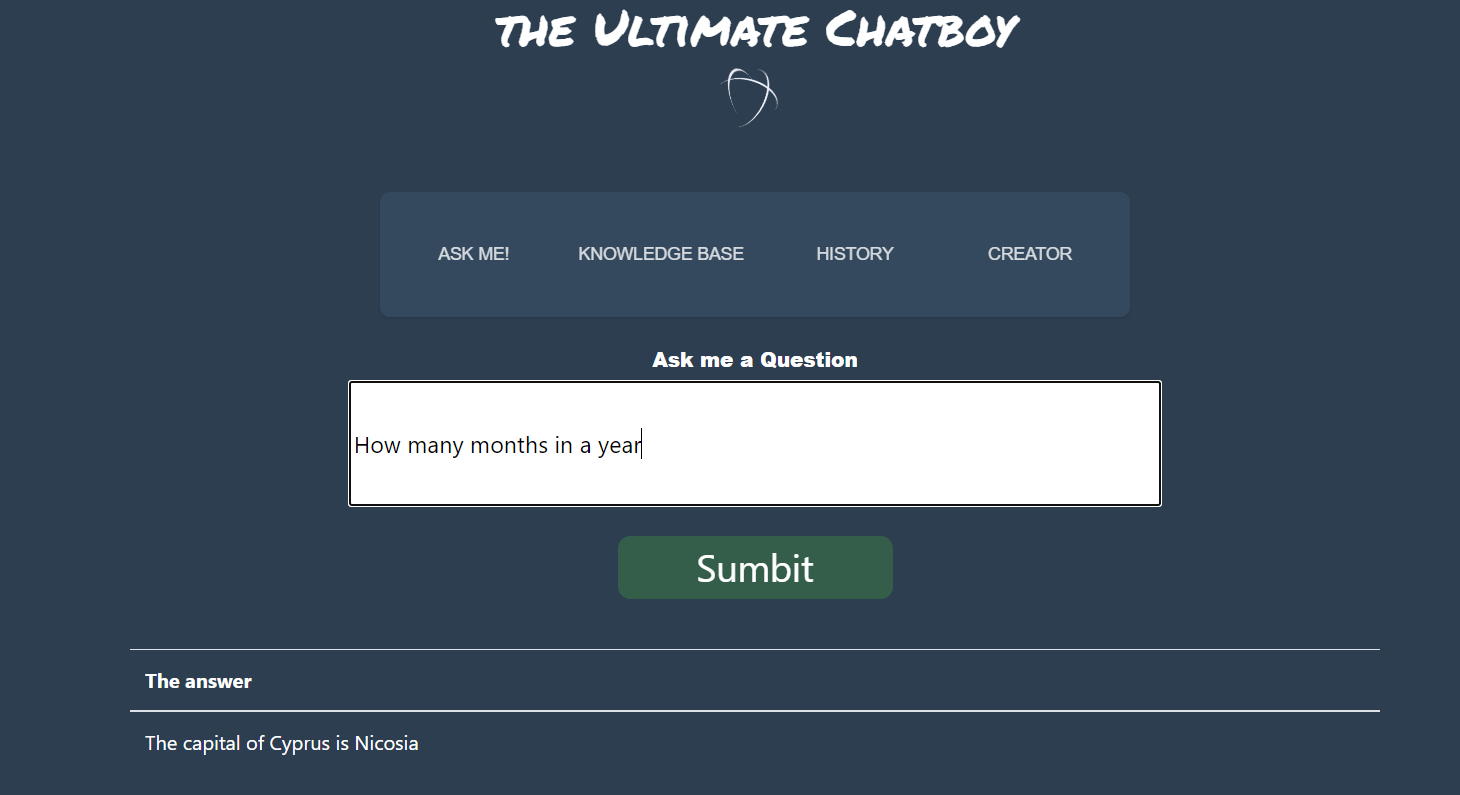 the Ultimate Chatboy
ASK ME! KNOWLEDGE BASE HISTORY CREATOR
Ask me a Question
How many months in a year
Sumbit
The answer
The capital of Cyprus is Nicosia